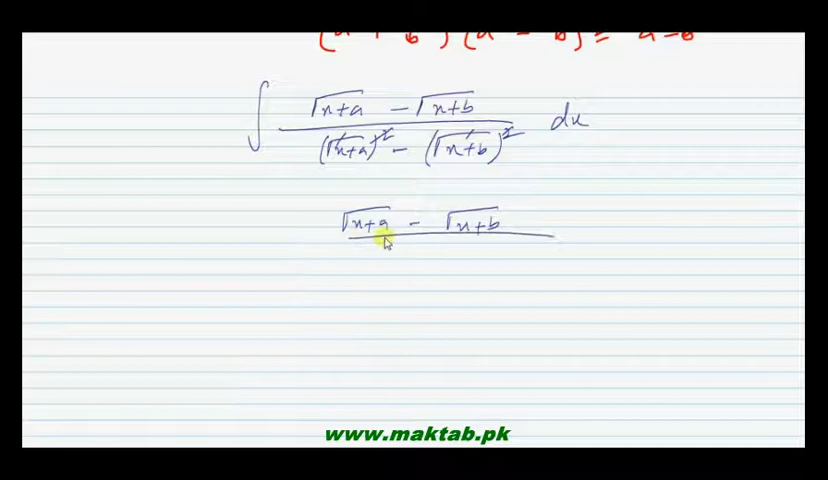 (a + b) (a - b) = a-b
∫ √x+a - √x+b / (√x+a)² - (√x+b)² dx
√x+a - √x+b
www.maktab.pk